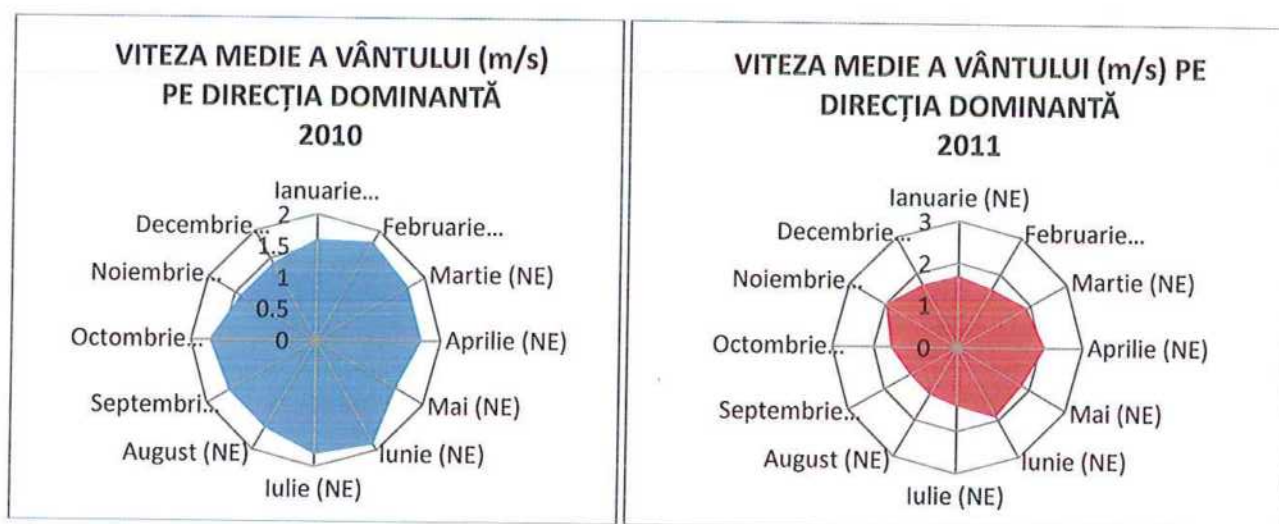 VITEZA MEDIE A VÂNTULUI (m/s)
PE DIRECȚIA DOMINANTĂ
2010
Ianuarie...
Februarie...
Martie (NE)
Aprilie (NE)
Mai (NE)
Iunie (NE)
Iulie (NE)
August (NE)
Septembri...
Octombrie...
Noiembrie...
Decembrie...
2
1.5
1
0.5
0
VITEZA MEDIE A VÂNTULUI (m/s) PE
DIRECȚIA DOMINANTĂ
2011
Ianuarie (NE)
Februarie...
Martie (NE)
Aprilie (NE)
Mai (NE)
Iunie (NE)
Iulie (NE)
August (NE)
Septembrie...
Octombrie...
Noiembrie...
Decembrie...
3
2
1
0